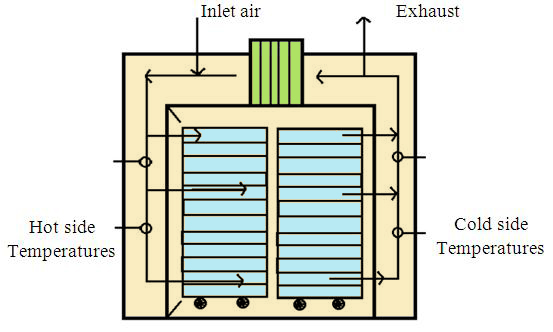 Inlet air
Exhaust
Hot side
Temperatures
Cold side
Temperatures